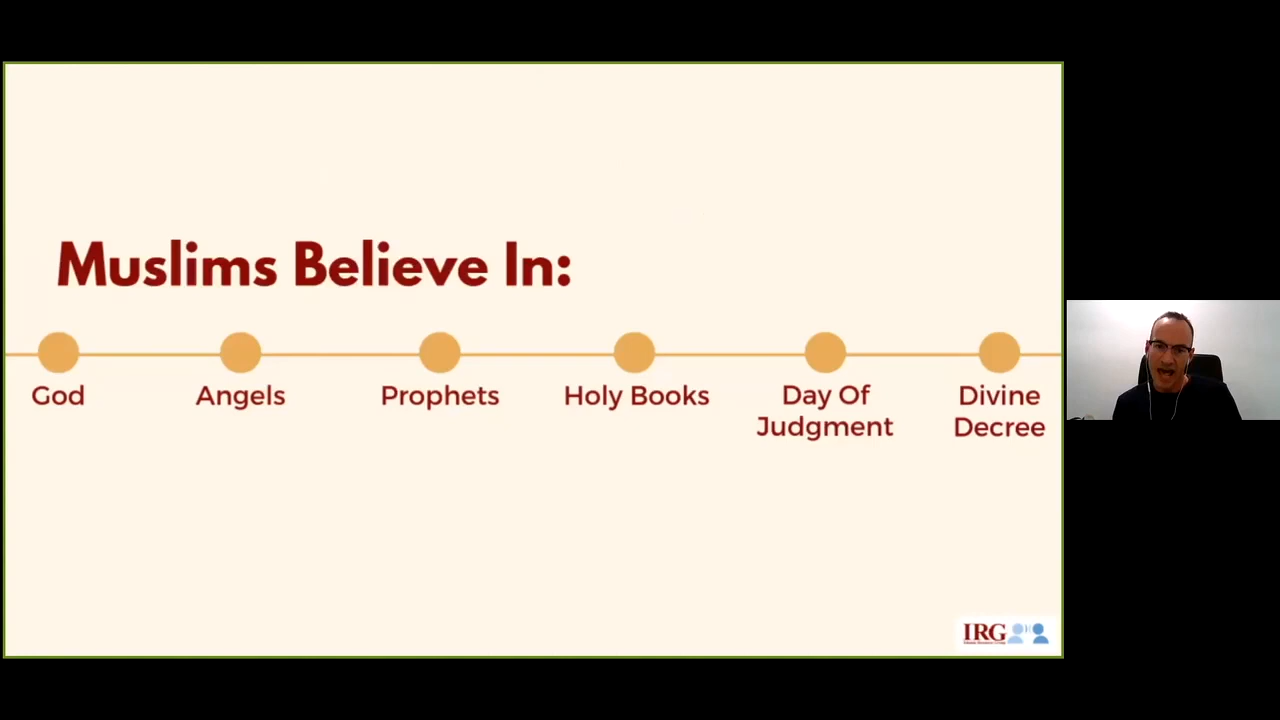 Muslims Believe In:
God
Angels
Prophets
Holy Books
Day Of
Judgment
Divine
Decree
IRG